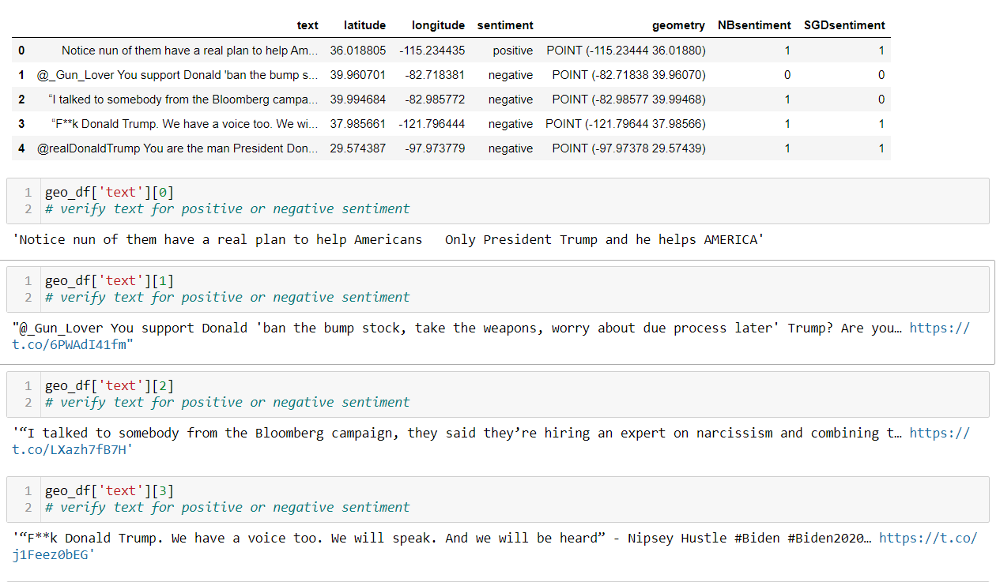 text latitude longitude sentiment geometry NBsentiment SGDsentiment
0 Notice nun of them have a real plan to help Am... 36.018805 -115.234435 positive POINT (-115.23444 36.01880) 1 1
1 @_Gun_Lover You support Donald 'ban the bump s... 39.960701 -82.718381 negative POINT (-82.71838 39.96070) 0 0
2 “I talked to somebody from the Bloomberg campa... 39.994684 -82.985772 negative POINT (-82.98577 39.99468) 1 0
3 “F**k Donald Trump. We have a voice too. We wi... 37.985661 -121.796444 negative POINT (-121.79644 37.98566) 1 1
4 @realDonaldTrump You are the man President Don... 29.574387 -97.973779 negative POINT (-97.97378 29.57439) 1 1
1 geo_df['text'][0]
2 # verify text for positive or negative sentiment
'Notice nun of them have a real plan to help Americans   Only President Trump and he helps AMERICA'
1 geo_df['text'][1]
2 # verify text for positive or negative sentiment
"@_Gun_Lover You support Donald 'ban the bump stock, take the weapons, worry about due process later' Trump? Are you… https://
t.co/6PWAdI41fm"
1 geo_df['text'][2]
2 # verify text for positive or negative sentiment
'“I talked to somebody from the Bloomberg campaign, they said they’re hiring an expert on narcissism and combining t… https://
t.co/LXazh7fB7H'
1 geo_df['text'][3]
2 # verify text for positive or negative sentiment
'“F**k Donald Trump. We have a voice too. We will speak. And we will be heard” - Nipsey Hustle #Biden #Biden2020… https://t.co/
j1Feez0bEG'